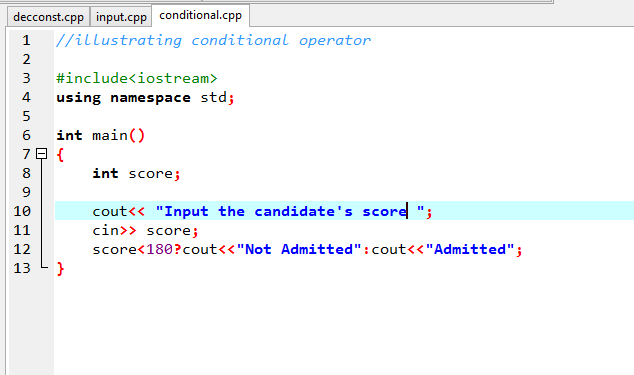 decconst.cpp input.cpp conditional.cpp
1 //illustrating conditional operator
2
3 #include<iostream>
4 using namespace std;
5
6 int main()
7 {
8 int score;
9
10 cout<< "Input the candidate's score ";
11 cin>> score;
12 score<180?cout<<"Not Admitted":cout<<"Admitted";
13 }